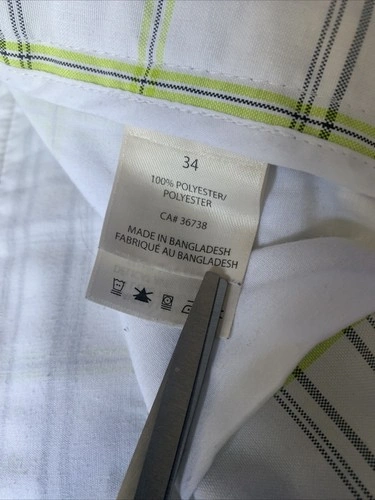 34
100% POLYESTER/
POLYESTER
CA# 36738
MADE IN BANGLADESH
FABRIQUÉ AU BANGLADESH